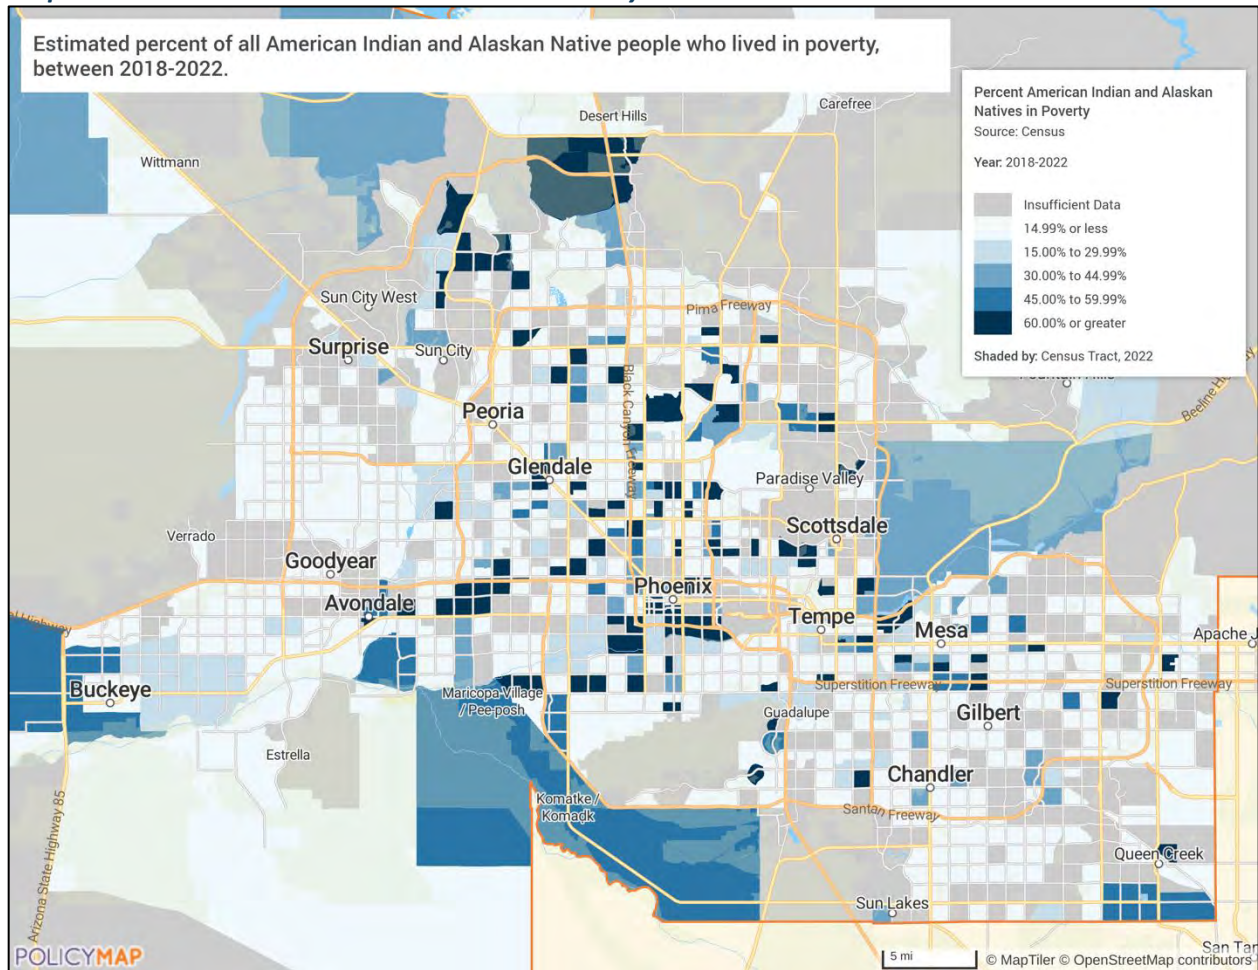 Estimated percent of all American Indian and Alaskan Native people who lived in poverty,
between 2018-2022.
Percent American Indian and Alaskan
Natives in Poverty
Source: Census
Year: 2018-2022
Insufficient Data
14.99% or less
15.00% to 29.99%
30.00% to 44.99%
45.00% to 59.99%
60.00% or greater
Shaded by: Census Tract, 2022
Carefree
Desert Hills
Wittmann
Sun City West
Pima Freeway
Surprise
Sun City
Black Canyon Freeway
Peoria
Glendale
Paradise Valley
Scottsdale
Verrado
Goodyear
Phoenix
Avondale
Tempe
Mesa
Apache J
Buckeye
Maricopa Village
/ Pee-posh
Superstition Freeway
Superstition Freeway
Guadalupe
Gilbert
Estrella
Chandler
Komatke /
Komadk
Santan Freeway
Arizona State Highway 85
Queen Creek
Sun Lakes
San Tan
POLICYMAP
5 mi
© MapTiler © OpenStreetMap contributors